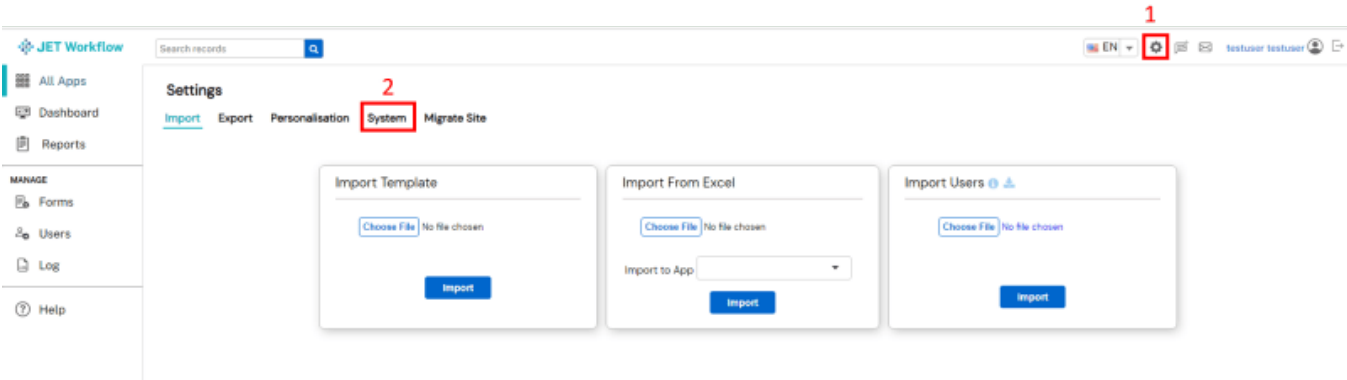 1
JET Workflow
Search records
EN
testuser testuser
All Apps
Dashboard
Reports
MANAGE
Forms
Users
Log
Help
Settings
2
Import Export Personalisation System Migrate Site
Import Template
Choose File No file chosen
Import
Import From Excel
Choose File No file chosen
Import to App
Import
Import Users
Choose File No file chosen
Import